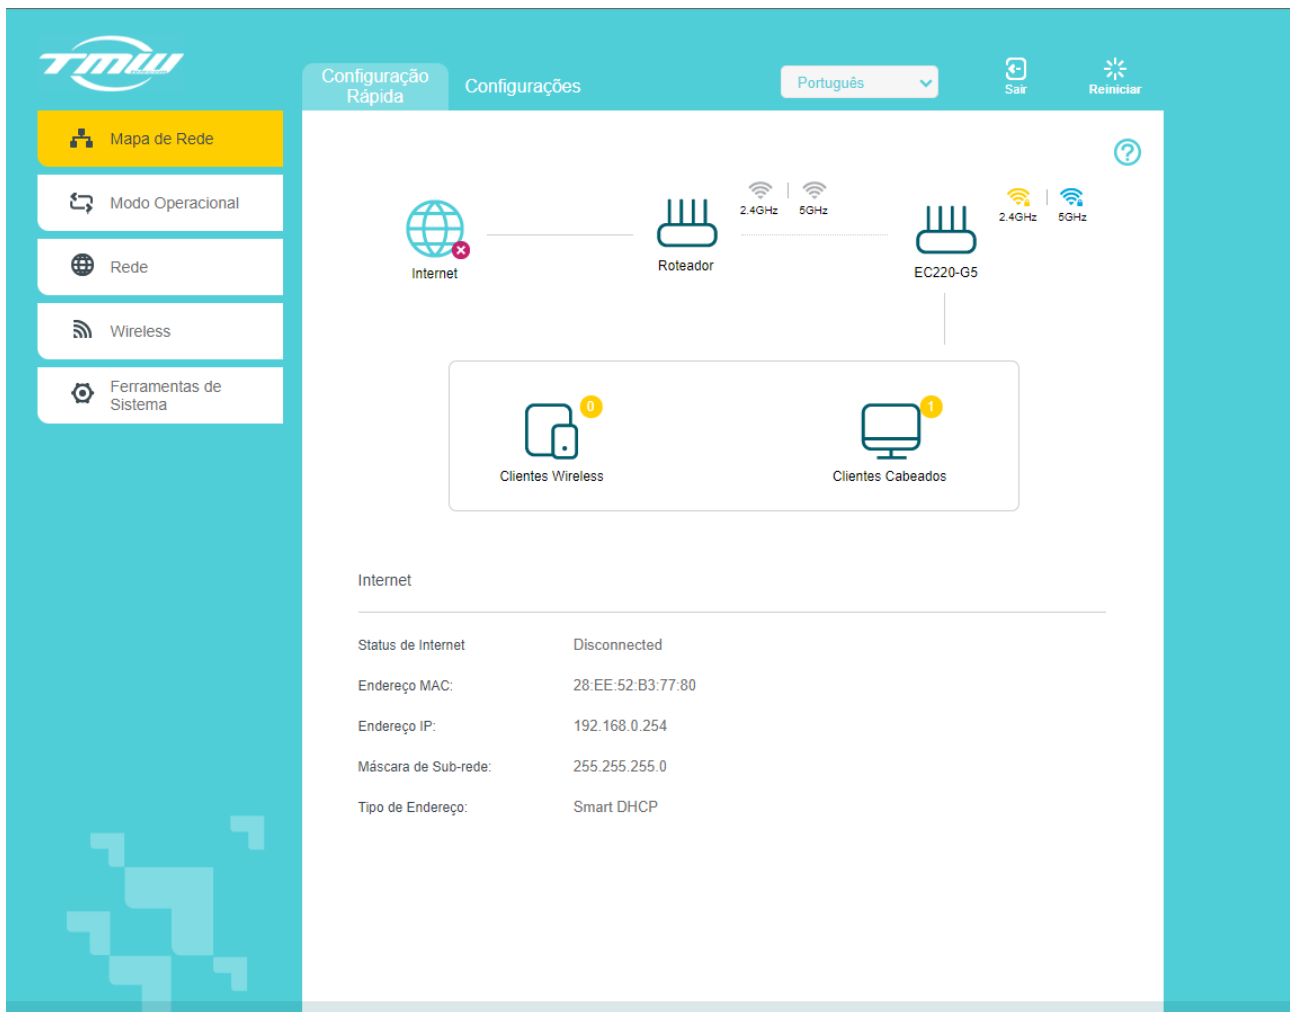 TMW
Configuração
Rápida
Configurações
Português
Sair
Reiniciar
Mapa de Rede
Modo Operacional
Rede
Wireless
Ferramentas de
Sistema
2.4GHz
5GHz
2.4GHz
5GHz
Internet
Roteador
EC220-G5
0
1
Clientes Wireless
Clientes Cabeados
Internet
Status de Internet Disconnected
Endereço MAC: 28:EE:52:B3:77:80
Endereço IP: 192.168.0.254
Máscara de Sub-rede: 255.255.255.0
Tipo de Endereço: Smart DHCP